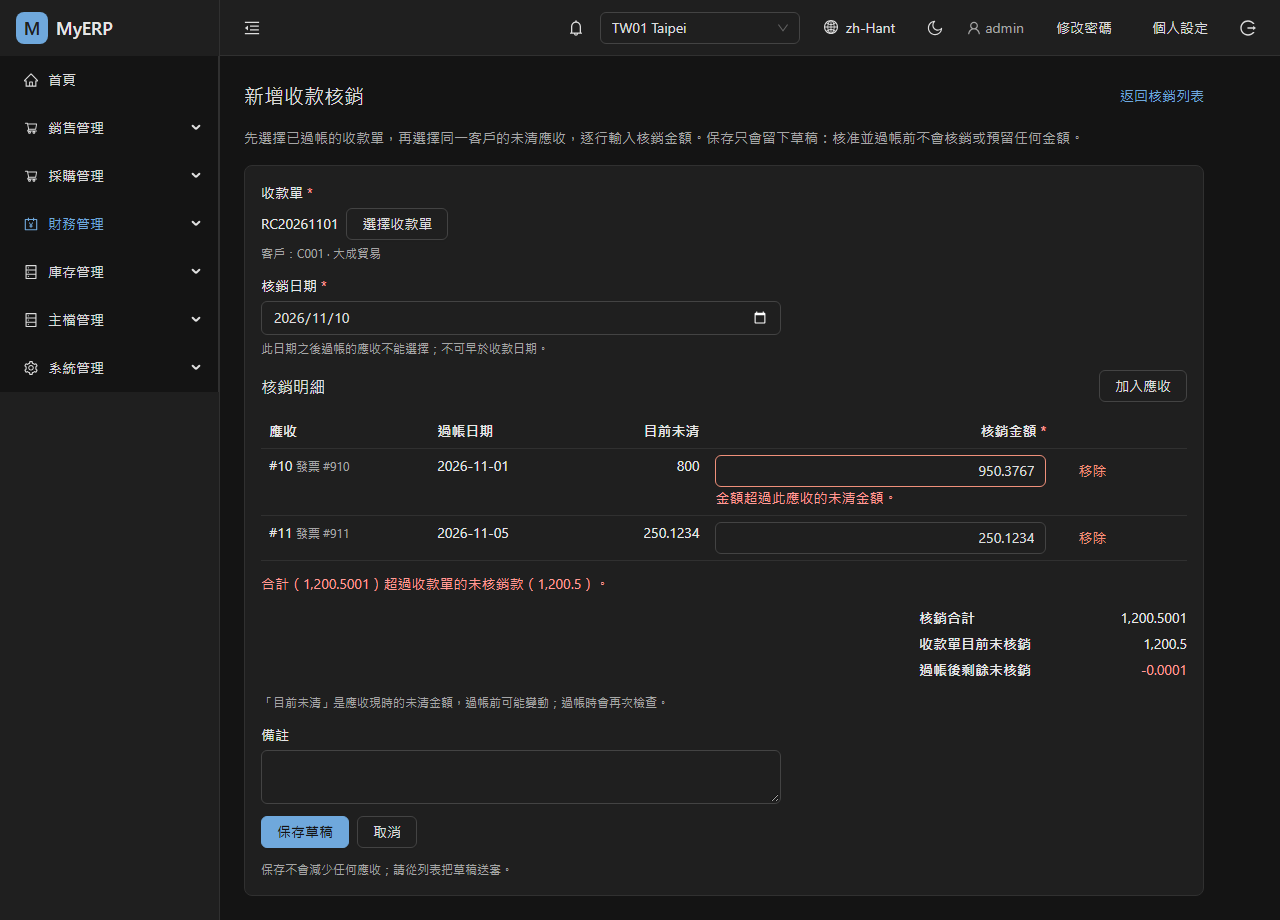 M MyERP
TW01 Taipei
zh-Hant
admin
修改密碼
個人設定
首頁
銷售管理
採購管理
財務管理
庫存管理
主檔管理
系統管理
新增收款核銷
返回核銷列表
先選擇已過帳的收款單，再選擇同一客戶的未清應收，逐行輸入核銷金額。保存只會留下草稿：核准並過帳前不會核銷或預留任何金額。
收款單 *
RC20261101 選擇收款單
客戶：C001 · 大成貿易
核銷日期 *
2026/11/10
此日期之後過帳的應收不能選擇；不可早於收款日期。
核銷明細 加入應收
應收 過帳日期 目前未清 核銷金額 *
#10 發票 #910 2026-11-01 800 950.3767 移除
金額超過此應收的未清金額。
#11 發票 #911 2026-11-05 250.1234 250.1234 移除
合計（1,200.5001）超過收款單的未核銷款（1,200.5）。
核銷合計 1,200.5001
收款單目前未核銷 1,200.5
過帳後剩餘未核銷 -0.0001
「目前未清」是應收現時的未清金額，過帳前可能變動；過帳時會再次檢查。
備註
保存草稿 取消
保存不會減少任何應收；請從列表把草稿送審。